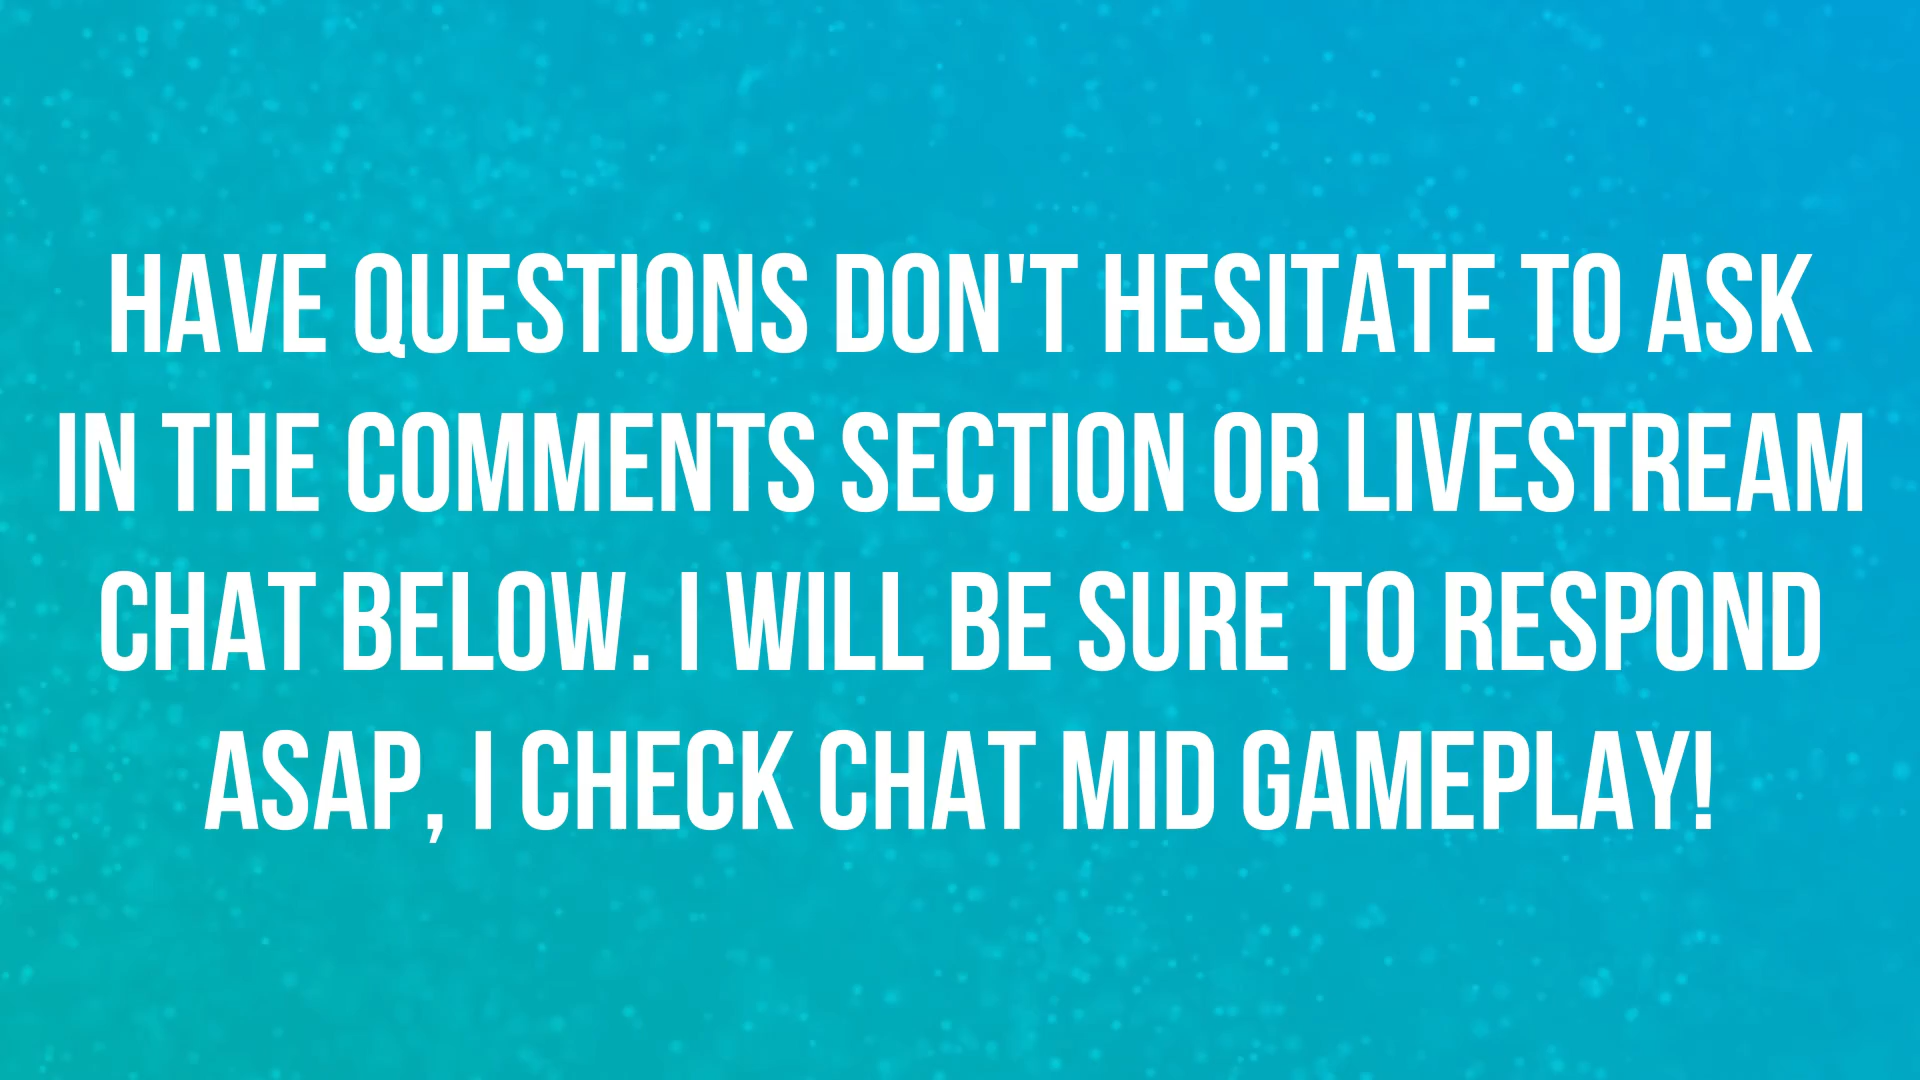 HAVE QUESTIONS DON'T HESITATE TO ASK
IN THE COMMENTS SECTION OR LIVESTREAM
CHAT BELOW. I WILL BE SURE TO RESPOND
ASAP, I CHECK CHAT MID GAMEPLAY!